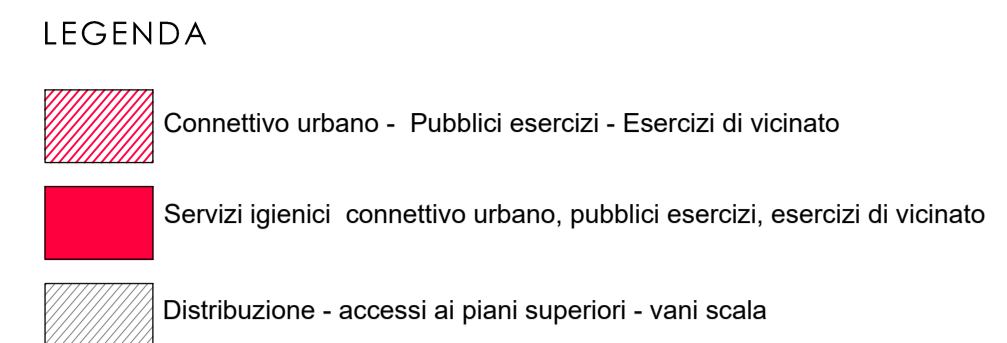 LEGENDA
Connettivo urbano - Pubblici esercizi - Esercizi di vicinato
Servizi igienici connettivo urbano, pubblici esercizi, esercizi di vicinato
Distribuzione - accessi ai piani superiori - vani scala